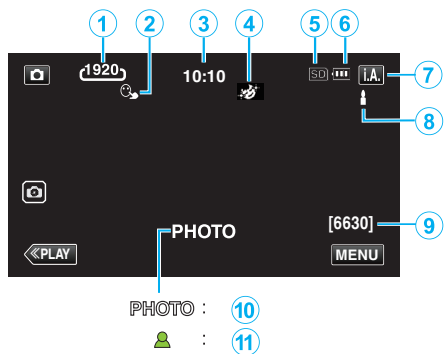 1 2 3 4 5 6
1920 10:10 SD i.A. 7
8
[6630] 9
PHOTO
≪PLAY MENU
PHOTO : 10
: 11